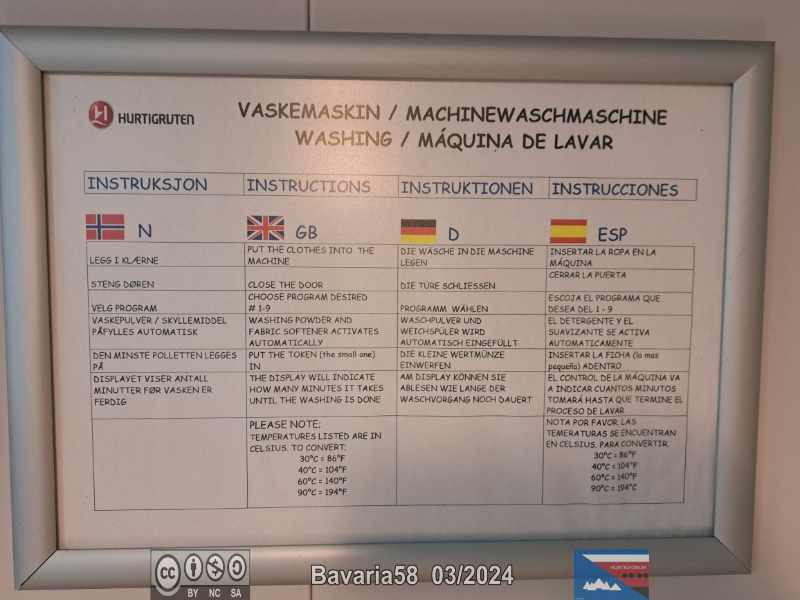 HURTIGRUTEN
VASKEMASKIN / MACHINEWASCHMASCHINE
WASHING / MÁQUINA DE LAVAR
INSTRUKSJON INSTRUCTIONS INSTRUKTIONEN INSTRUCCIONES
N GB D ESP
LEGG I KLÆRNE
PUT THE CLOTHES INTO THE
MACHINE
DIE WÄSCHE IN DIE MASCHINE
LEGEN
INSERTAR LA ROPA EN LA
MÁQUINA
STENG DØREN
CLOSE THE DOOR
DIE TÜRE SCHLIESSEN
CERRAR LA PUERTA
VELG PROGRAM
CHOOSE PROGRAM DESIRED
# 1-9
PROGRAMM WÄHLEN
ESCOJA EL PROGRAMA QUE
DESEA DEL 1 - 9
VASKEPULVER / SKYLLEMIDDEL
PÅFYLLES AUTOMATISK
WASHING POWDER AND
FABRIC SOFTENER ACTIVATES
AUTOMATICALLY
WASCHPULVER UND
WEICHSPÜLER WIRD
AUTOMATISCH EINGEFÜLLT
EL DETERGENTE Y EL
SUAVIZANTE SE ACTIVA
AUTOMATICAMENTE
DEN MINSTE POLLETTEN LEGGES
PÅ
PUT THE TOKEN (the small one)
IN
DIE KLEINE WERTMÜNZE
EINWERFEN
INSERTAR LA FICHA (la mas
pequeña) ADENTRO
DISPLAYET VISER ANTALL
MINUTTER FØR VASKEN ER
FERDIG
THE DISPLAY WILL INDICATE
HOW MANY MINUTES IT TAKES
UNTIL THE WASHING IS DONE
AM DISPLAY KÖNNEN SIE
ABLESEN WIE LANGE DER
WASCHVORGANG NOCH DAUERT
EL CONTROL DE LA MÁQUINA VA
A INDICAR CUANTOS MINUTOS
TOMARÁ HASTA QUE TERMINE EL
PROCESO DE LAVAR
PLEASE NOTE;
TEMPERATURES LISTED ARE IN
CELSIUS. TO CONVERT:
30°C = 86°F
40°C = 104°F
60°C = 140°F
90°C = 194°F
NOTA POR FAVOR, LAS
TEMERATURAS SE ENCUENTRAN
EN CELSIUS. PARA CONVERTIR.
30°C = 86°F
40°C = 104°F
60°C = 140°F
90°C = 194°C
cc BY NC SA
Bavaria58 03/2024